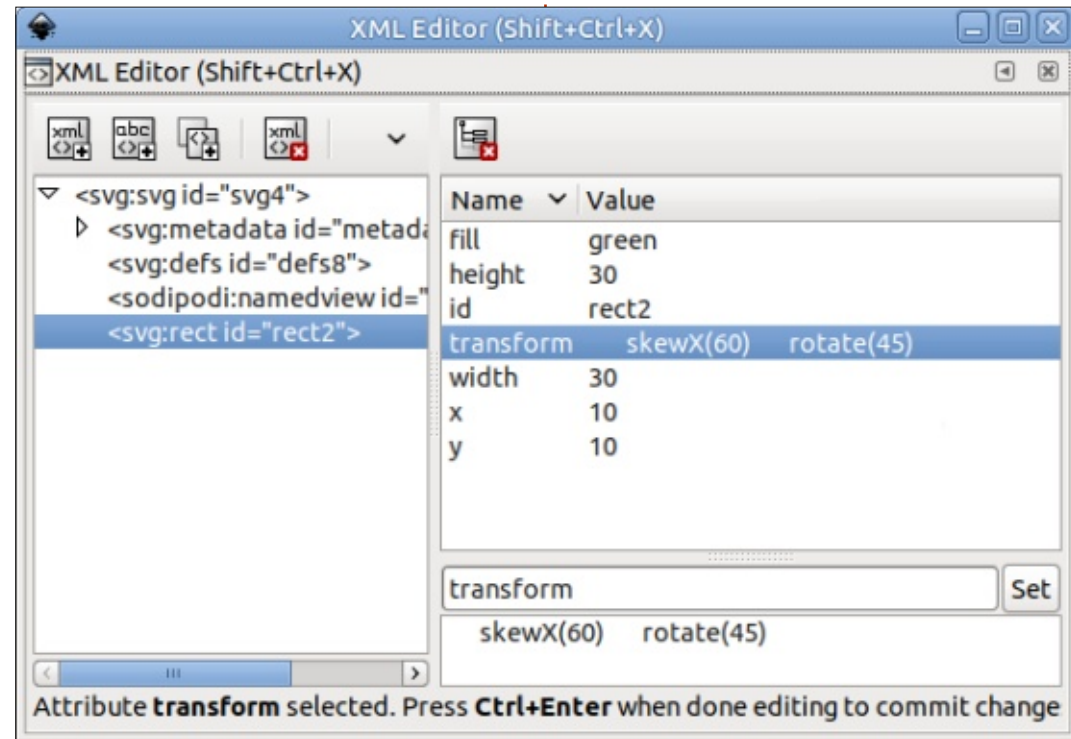 XML Editor (Shift+Ctrl+X)
XML Editor (Shift+Ctrl+X)
xml abc xml
<svg:svg id="svg4">
<svg:metadata id="metada
<svg:defs id="defs8">
<sodipodi:namedview id="
<svg:rect id="rect2">
Name Value
fill green
height 30
id rect2
transform skewX(60) rotate(45)
width 30
x 10
y 10
transform Set
skewX(60) rotate(45)
Attribute transform selected. Press Ctrl+Enter when done editing to commit change